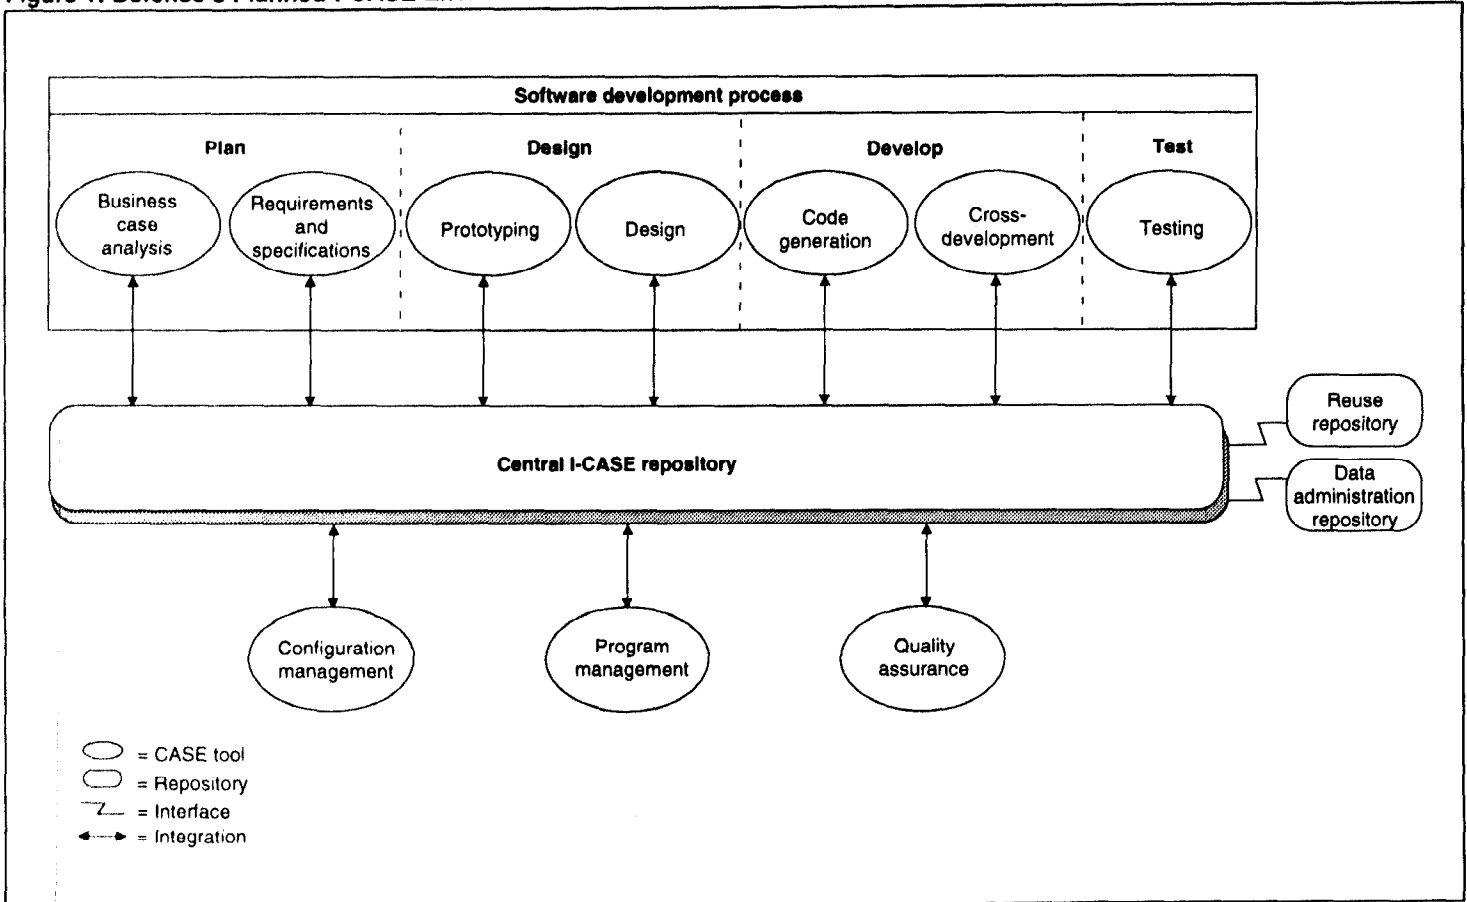 Software development process
Plan
Design
Develop
Test
Business
case
analysis
Requirements
and
specifications
Prototyping
Design
Code
generation
Cross-
development
Testing
Reuse
repository
Central I-CASE repository
Data
administration
repository
Configuration
management
Program
management
Quality
assurance
= CASE tool
= Repository
= Interface
= Integration